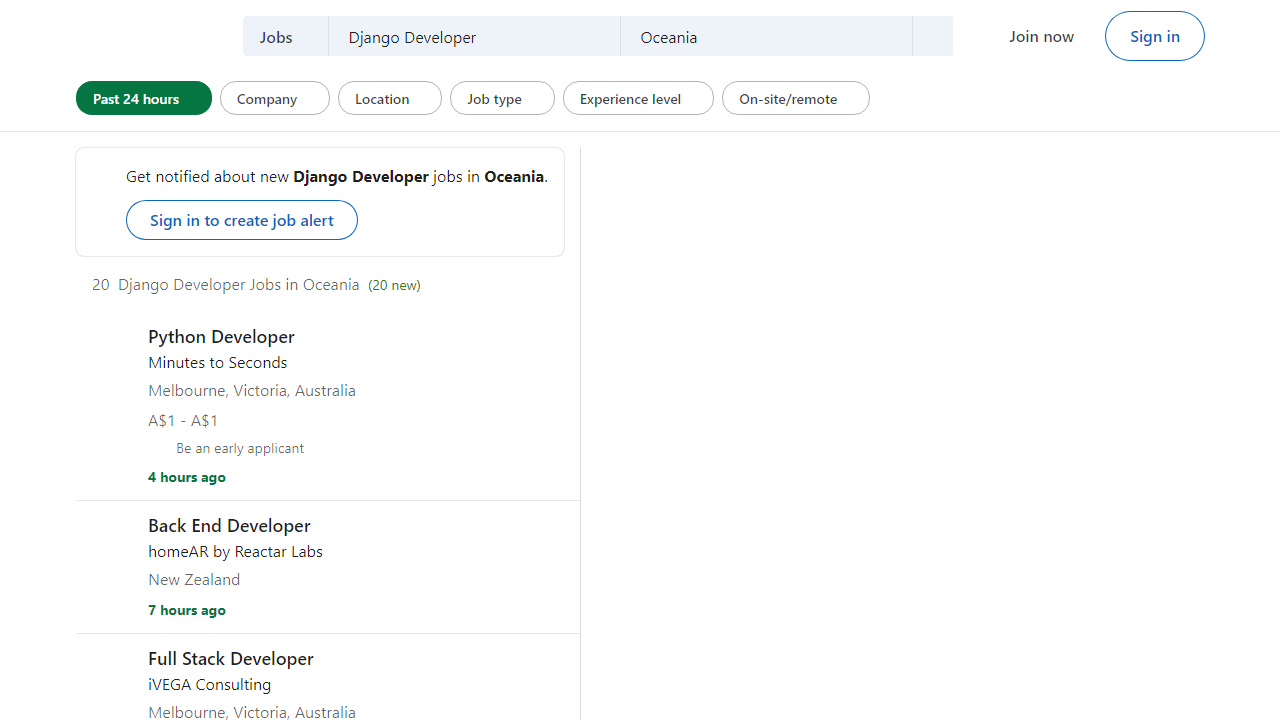 Jobs Django Developer Oceania Join now Sign in
Past 24 hours Company Location Job type Experience level On-site/remote
Get notified about new Django Developer jobs in Oceania.
Sign in to create job alert
20 Django Developer Jobs in Oceania (20 new)
Python Developer
Minutes to Seconds
Melbourne, Victoria, Australia
A$1 - A$1
Be an early applicant
4 hours ago
Back End Developer
homeAR by Reactar Labs
New Zealand
7 hours ago
Full Stack Developer
iVEGA Consulting
Melbourne, Victoria, Australia